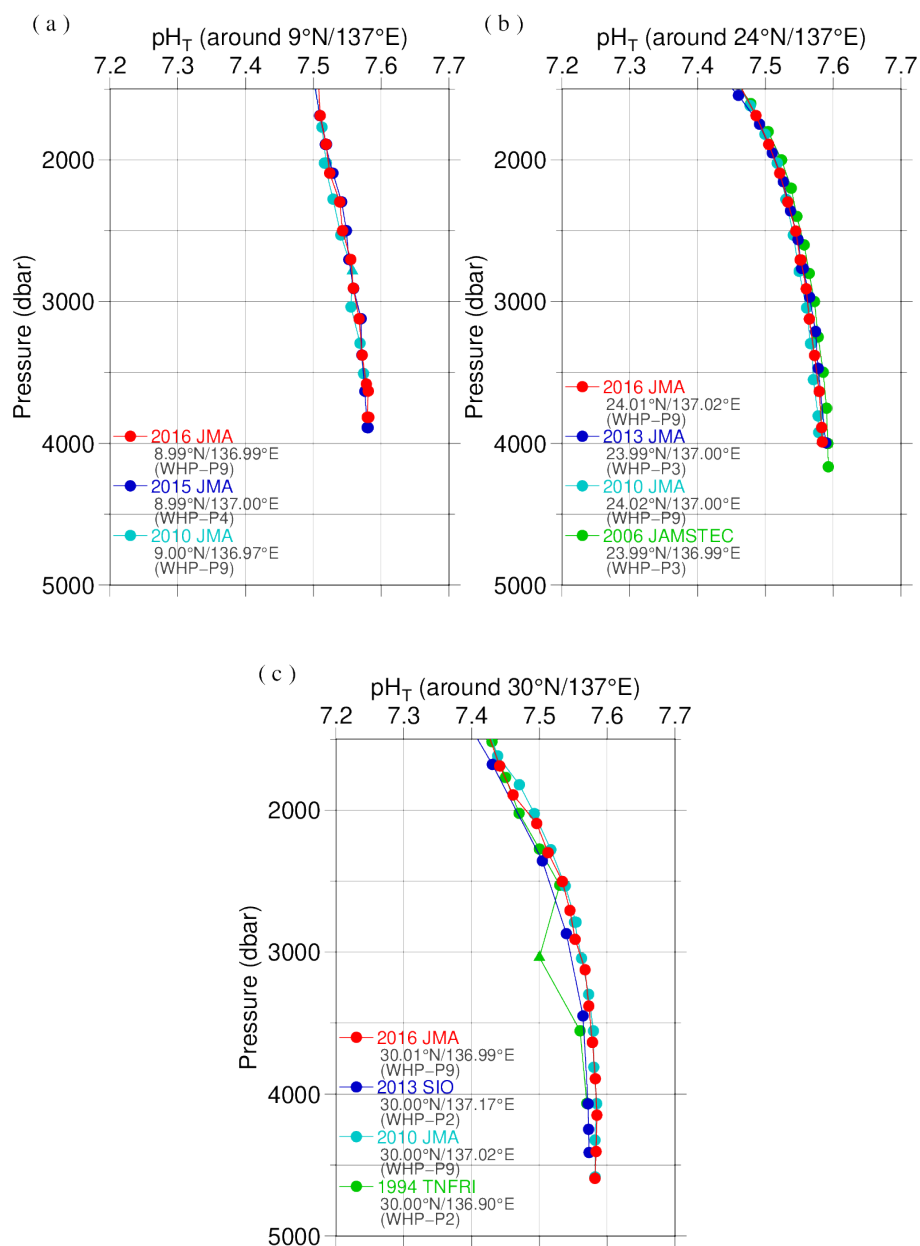 ( a )
pH_T (around 9°N/137°E)
7.2 7.3 7.4 7.5 7.6 7.7
Pressure (dbar)
2000
3000
4000
5000
2016 JMA
8.99°N/136.99°E
(WHP−P9)
2015 JMA
8.99°N/137.00°E
(WHP−P4)
2010 JMA
9.00°N/136.97°E
(WHP−P9)
( b )
pH_T (around 24°N/137°E)
7.2 7.3 7.4 7.5 7.6 7.7
Pressure (dbar)
2000
3000
4000
5000
2016 JMA
24.01°N/137.02°E
(WHP−P9)
2013 JMA
23.99°N/137.00°E
(WHP−P3)
2010 JMA
24.02°N/137.00°E
(WHP−P9)
2006 JAMSTEC
23.99°N/136.99°E
(WHP−P3)
( c )
pH_T (around 30°N/137°E)
7.2 7.3 7.4 7.5 7.6 7.7
Pressure (dbar)
2000
3000
4000
5000
2016 JMA
30.01°N/136.99°E
(WHP−P9)
2013 SIO
30.00°N/137.17°E
(WHP−P2)
2010 JMA
30.00°N/137.02°E
(WHP−P9)
1994 TNFRI
30.00°N/136.90°E
(WHP−P2)